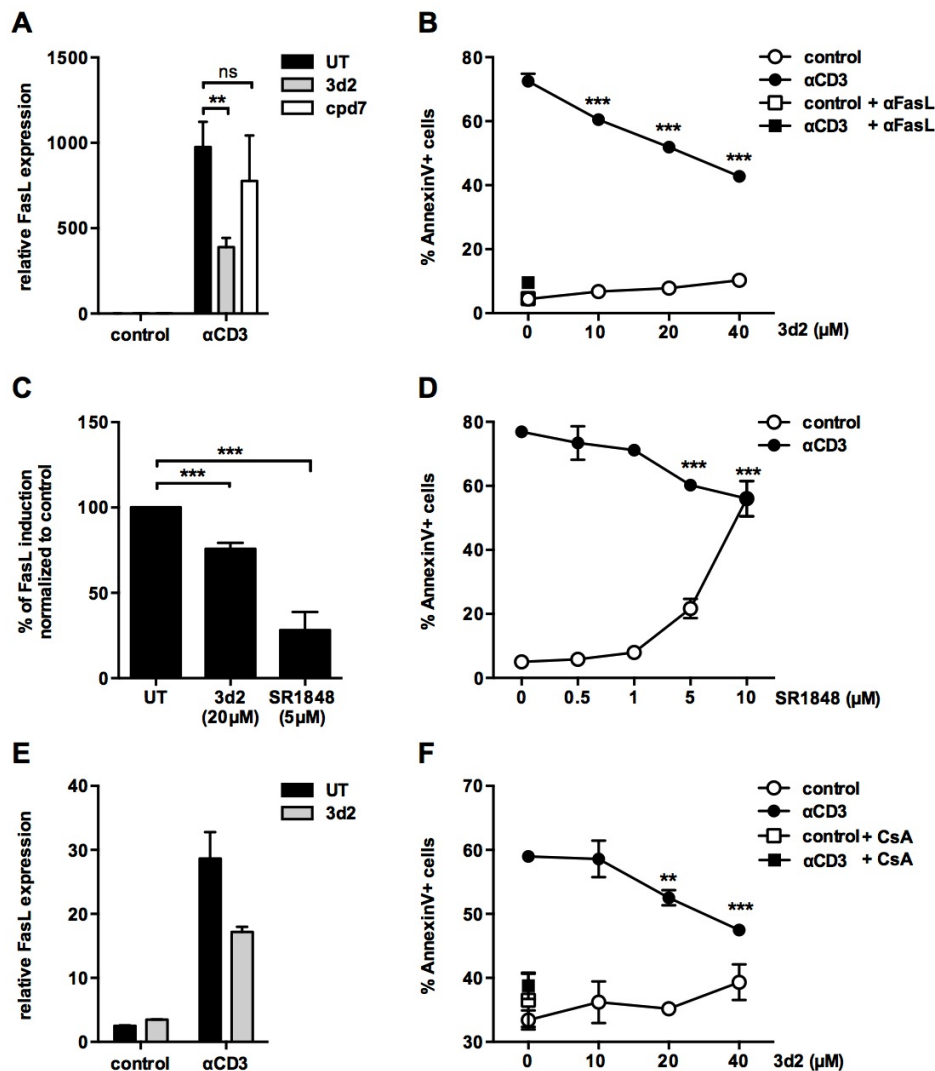 A
relative FasL expression
1500
1000
500
0
control
αCD3
ns
**
UT
3d2
cpd7
B
% AnnexinV+ cells
80
60
40
20
0
***
***
***
0 10 20 40 3d2 (µM)
control
αCD3
control + αFasL
αCD3 + αFasL
C
% of FasL induction
normalized to control
150
100
50
0
***
***
UT 3d2 SR1848
(20µM) (5µM)
D
% AnnexinV+ cells
80
60
40
20
0
***
***
0 0.5 1 5 10 SR1848 (µM)
control
αCD3
E
relative FasL Expression
40
30
20
10
0
control
αCD3
UT
3d2
F
% AnnexinV+ cells
70
60
50
40
30
**
***
0 10 20 40 3d2 (µM)
control
αCD3
control + CsA
αCD3 + CsA